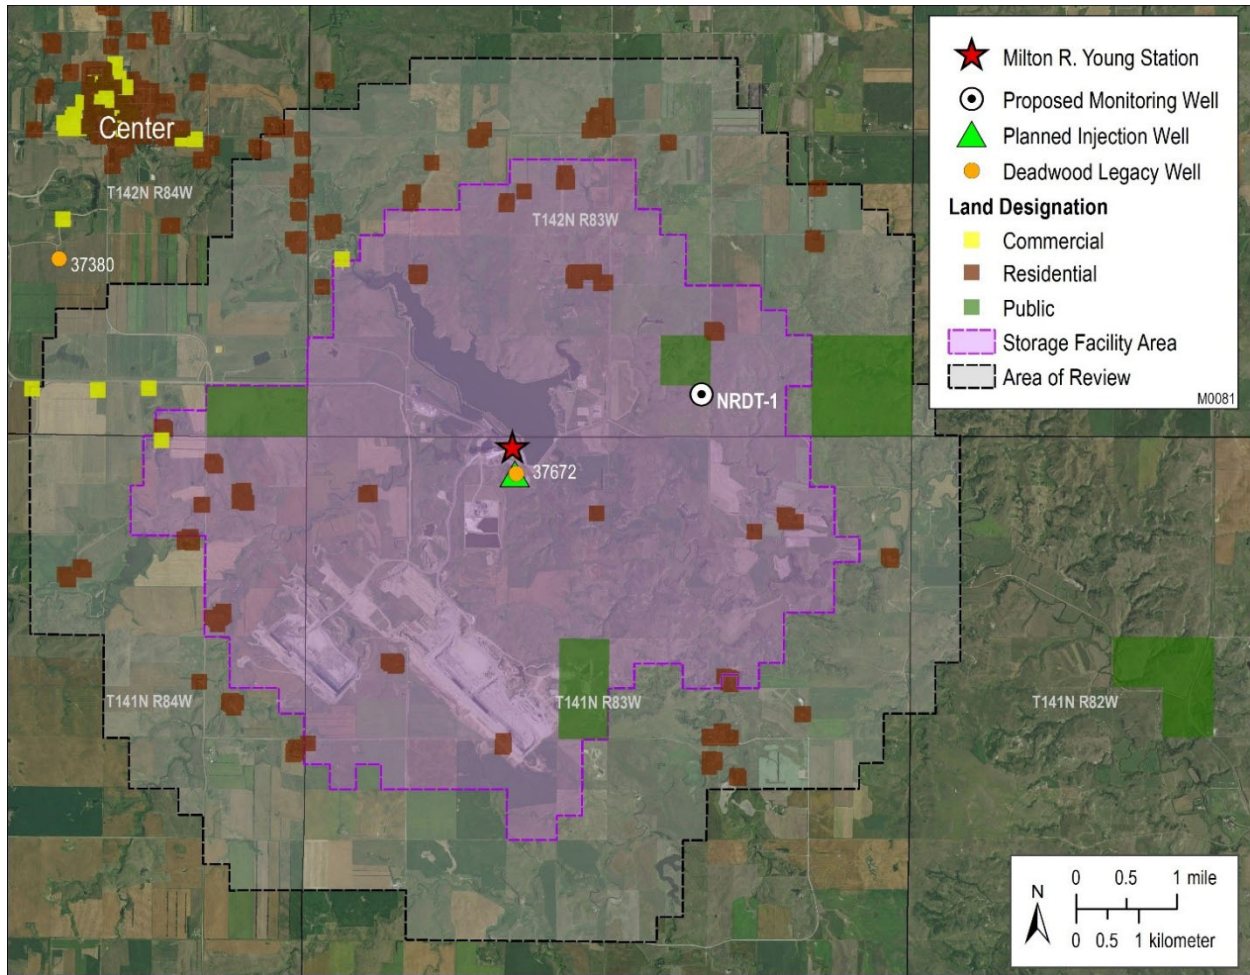 Milton R. Young Station
Proposed Monitoring Well
Planned Injection Well
Deadwood Legacy Well
Land Designation
Commercial
Residential
Public
Storage Facility Area
Area of Review
M0081
Center
T142N R84W
T142N R83W
37380
NRDT-1
37672
T141N R84W
T141N R83W
T141N R82W
N
0 0.5 1 mile
0 0.5 1 kilometer